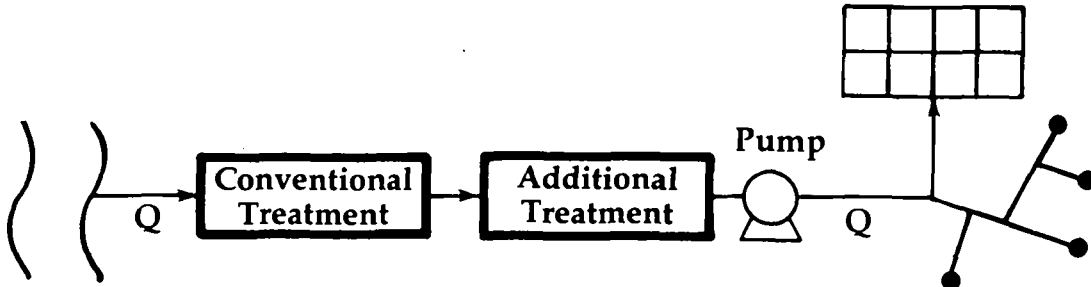 Pump
Conventional
Treatment
Additional
Treatment
Q
Q